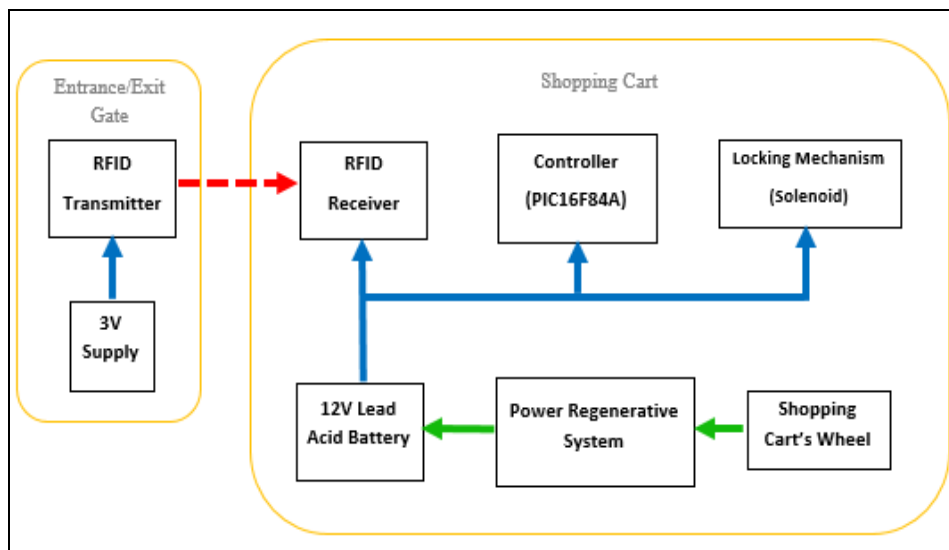 Entrance/Exit
Gate
RFID
Transmitter
3V
Supply
Shopping Cart
RFID
Receiver
Controller
(PIC16F84A)
Locking Mechanism
(Solenoid)
12V Lead
Acid Battery
Power Regenerative
System
Shopping
Cart's Wheel